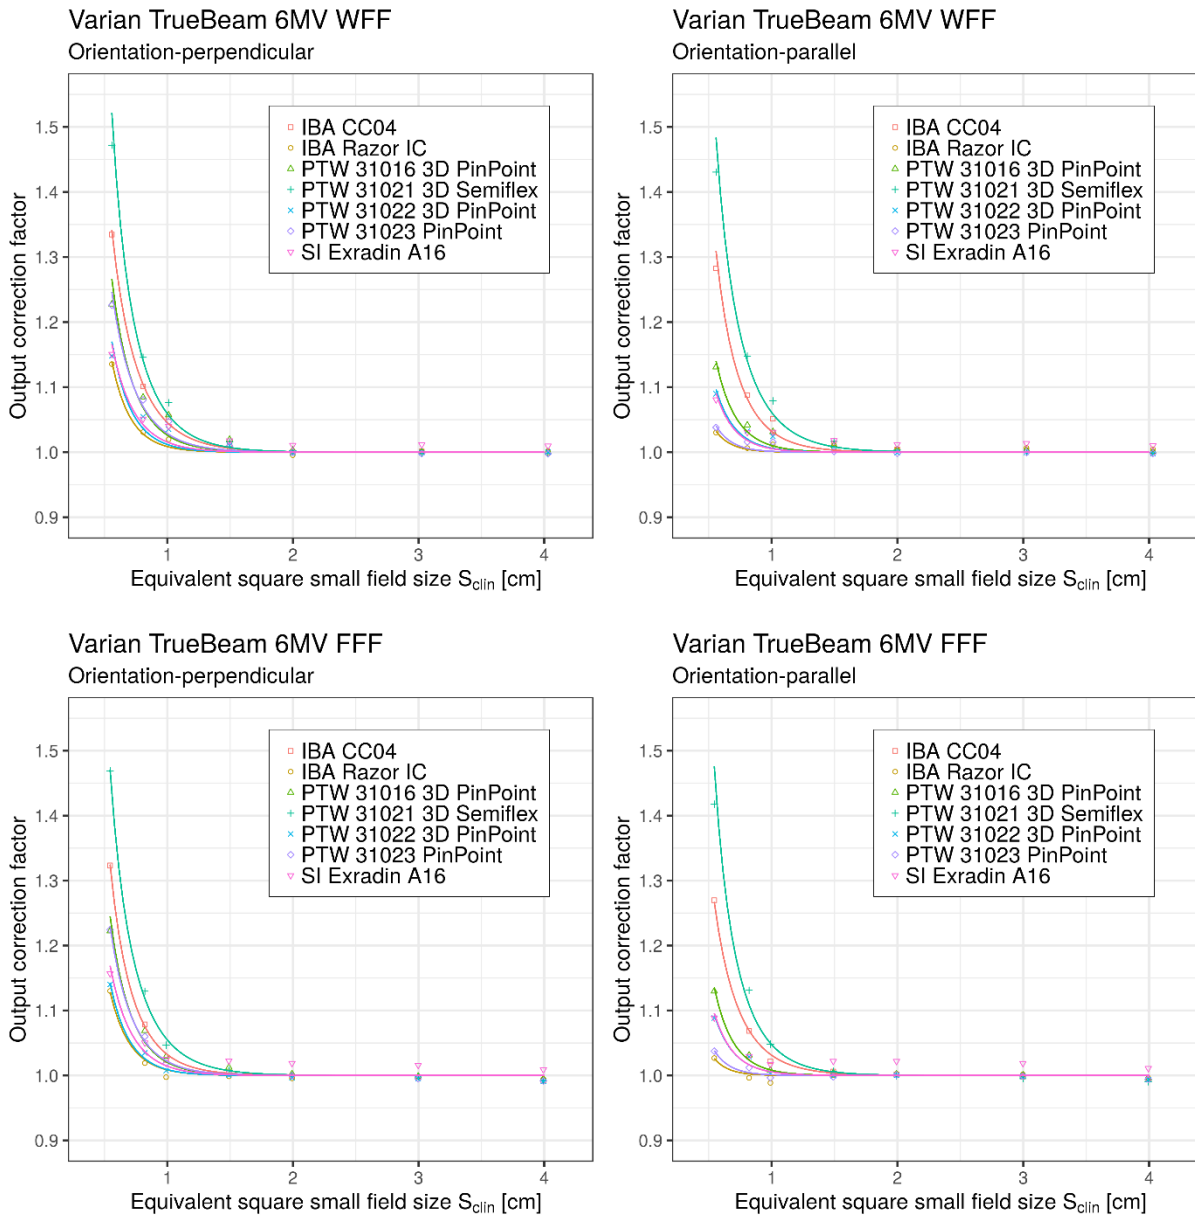 Varian TrueBeam 6MV WFF
Orientation-perpendicular
Output correction factor
1.5
1.4
1.3
1.2
1.1
1.0
0.9
IBA CC04
IBA Razor IC
PTW 31016 3D PinPoint
PTW 31021 3D Semiflex
PTW 31022 3D PinPoint
PTW 31023 PinPoint
SI Exradin A16
1 2 3 4
Equivalent square small field size Sclin [cm]
Varian TrueBeam 6MV WFF
Orientation-parallel
Output correction factor
1.5
1.4
1.3
1.2
1.1
1.0
0.9
IBA CC04
IBA Razor IC
PTW 31016 3D PinPoint
PTW 31021 3D Semiflex
PTW 31022 3D PinPoint
PTW 31023 PinPoint
SI Exradin A16
1 2 3 4
Equivalent square small field size Sclin [cm]
Varian TrueBeam 6MV FFF
Orientation-perpendicular
Output correction factor
1.5
1.4
1.3
1.2
1.1
1.0
0.9
IBA CC04
IBA Razor IC
PTW 31016 3D PinPoint
PTW 31021 3D Semiflex
PTW 31022 3D PinPoint
PTW 31023 PinPoint
SI Exradin A16
1 2 3 4
Equivalent square small field size Sclin [cm]
Varian TrueBeam 6MV FFF
Orientation-parallel
Output correction factor
1.5
1.4
1.3
1.2
1.1
1.0
0.9
IBA CC04
IBA Razor IC
PTW 31016 3D PinPoint
PTW 31021 3D Semiflex
PTW 31022 3D PinPoint
PTW 31023 PinPoint
SI Exradin A16
1 2 3 4
Equivalent square small field size Sclin [cm]